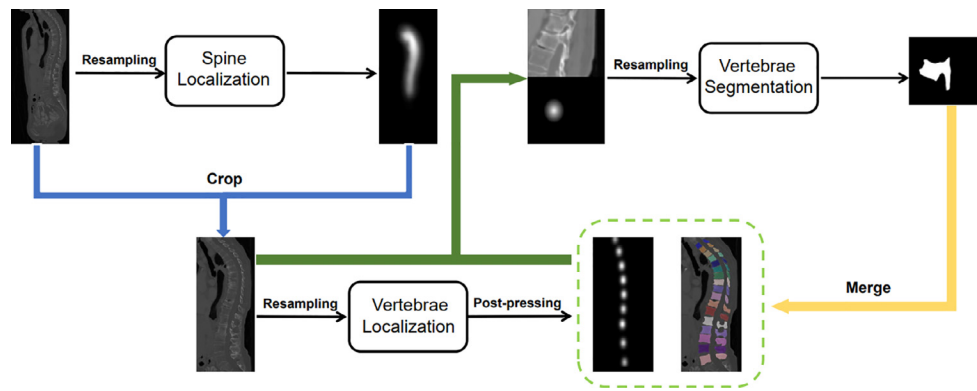 Resampling
Spine
Localization
Resampling
Vertebrae
Segmentation
Crop
Resampling
Vertebrae
Localization
Post-pressing
Merge